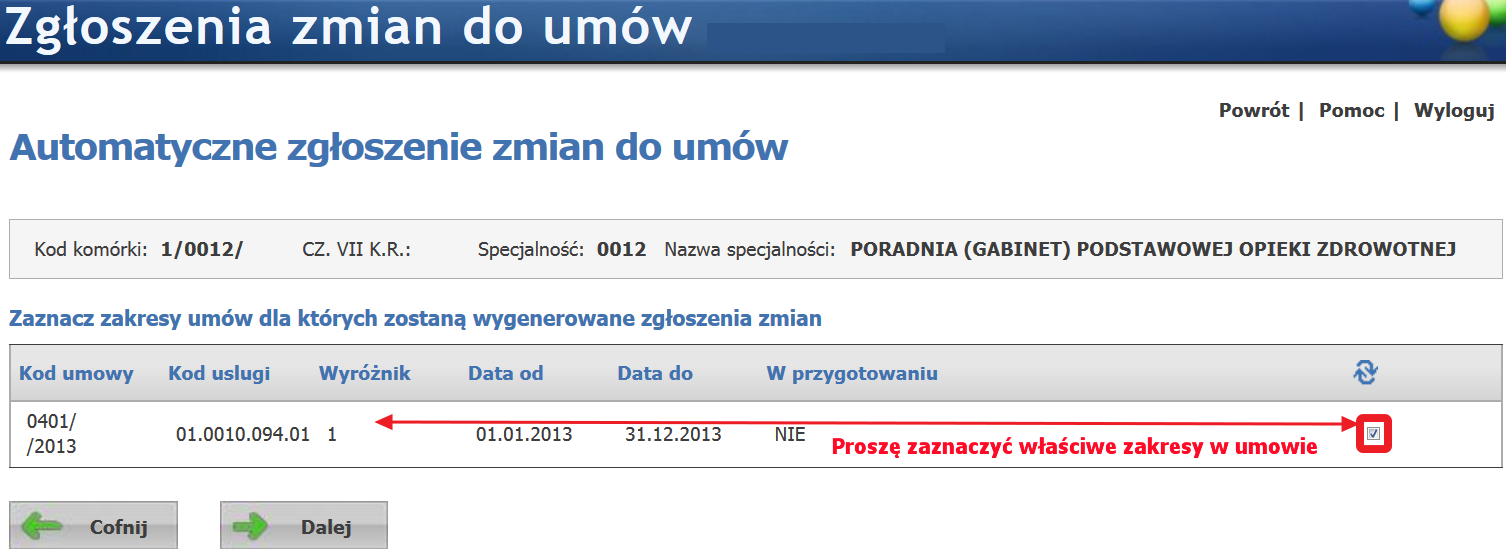 Zgłoszenia zmian do umów
Powrót | Pomoc | Wyloguj
Automatyczne zgłoszenie zmian do umów
Kod komórki: 1/0012/ CZ. VII K.R.: Specjalność: 0012 Nazwa specjalności: PORADNIA (GABINET) PODSTAWOWEJ OPIEKI ZDROWOTNEJ
Zaznacz zakresy umów dla których zostaną wygenerowane zgłoszenia zmian
Kod umowy Kod uslugi Wyróżnik Data od Data do W przygotowaniu
0401/
/2013 01.0010.094.01 1 01.01.2013 31.12.2013 NIE
Proszę zaznaczyć właściwe zakresy w umowie
Cofnij Dalej